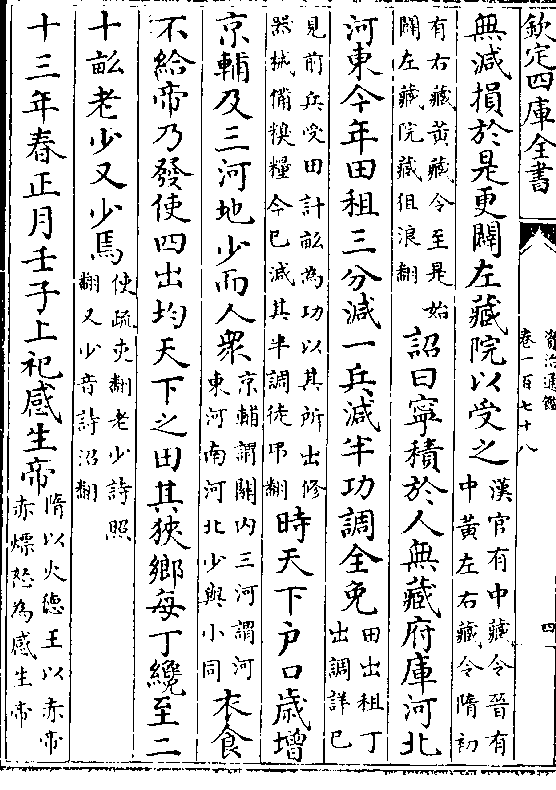 欽定四庫全書
資治通鑑
卷一百七十八
四
無減損於是更闢左藏院以受之漢官有中藏令晉有中黃左右藏令隋初
有右藏黃藏令至是始闢左藏院藏徂浪翻詔曰寧積於人無藏府庫河北
河東今年田租三分減一兵減半功調全免田出租丁出調詳已
見前兵受田計畝為功以其所出修器械備糗糧今已減其半調徒弔翻時天下户口歲增
京輔及三河地少而人衆京輔謂關内三河謂河東河南河北少與小同衣食
不給帝乃發使四出均天下之田其狹鄉每丁纔至二
十畝老少又少焉使疏吏翻老少詩照翻又少音詩沼翻
十三年春正月壬子上祀感生帝隋以火德王以赤帝赤熛怒為感生帝